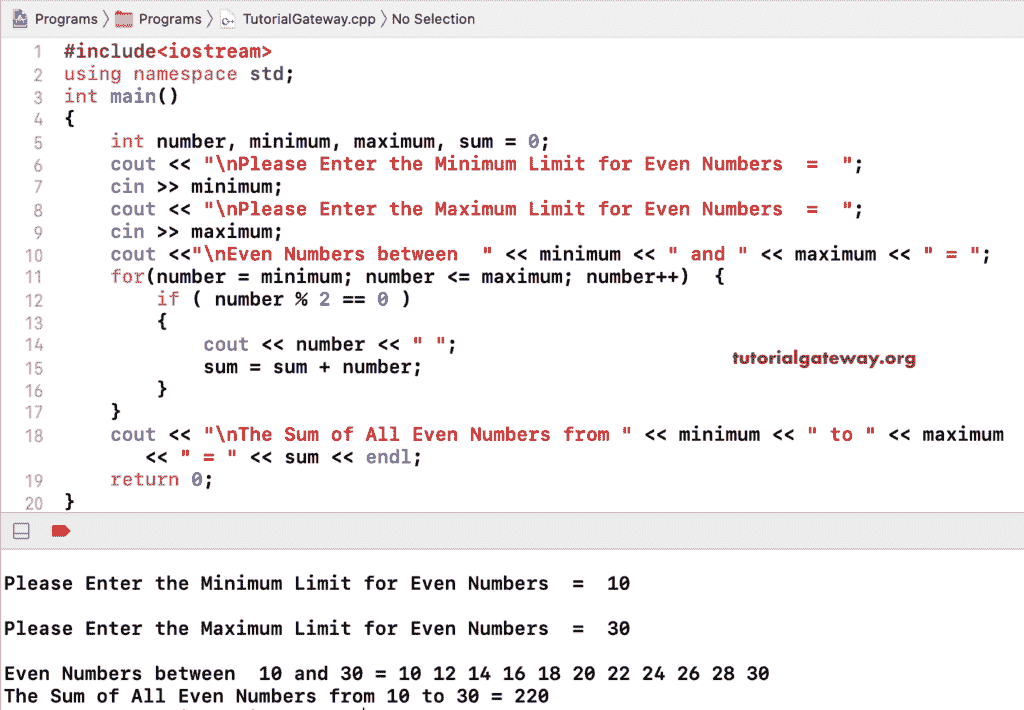 Programs 〉 Programs 〉 TutorialGateway.cpp 〉 No Selection
1 #include<iostream>
2 using namespace std;
3 int main()
4 {
5     int number, minimum, maximum, sum = 0;
6     cout << "\nPlease Enter the Minimum Limit for Even Numbers  =  ";
7     cin >> minimum;
8     cout << "\nPlease Enter the Maximum Limit for Even Numbers  =  ";
9     cin >> maximum;
10     cout <<"\nEven Numbers between  " << minimum << " and " << maximum << " = ";
11     for(number = minimum; number <= maximum; number++)  {
12         if ( number % 2 == 0 )
13         {
14             cout << number << " ";
tutorialgateway.org
15             sum = sum + number;
16         }
17     }
18     cout << "\nThe Sum of All Even Numbers from " << minimum << " to " << maximum
       << " = " << sum << endl;
19     return 0;
20 }
Please Enter the Minimum Limit for Even Numbers  =  10
Please Enter the Maximum Limit for Even Numbers  =  30
Even Numbers between  10 and 30 = 10 12 14 16 18 20 22 24 26 28 30
The Sum of All Even Numbers from 10 to 30 = 220